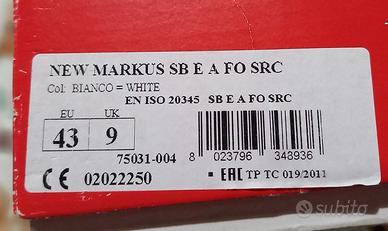 NEW MARKUS SB E A FO SRC
Col: BIANCO = WHITE
EN ISO 20345 SB E A FO SRC
EU UK
43 9
75031-004
8 023796 348936
CE 02022250
EAC TP TC 019/2011
subito